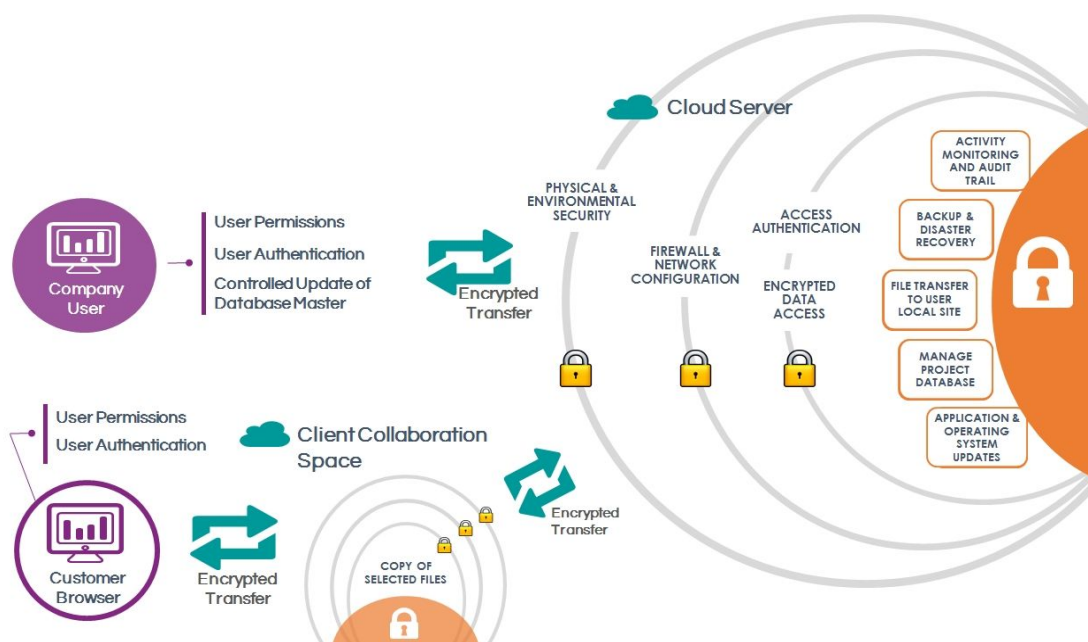 Cloud Server
PHYSICAL &
ENVIRONMENTAL
SECURITY
FIREWALL &
NETWORK
CONFIGURATION
ACCESS
AUTHENTICATION
ENCRYPTED
DATA
ACCESS
ACTIVITY
MONITORING
AND AUDIT
TRAIL
BACKUP &
DISASTER
RECOVERY
FILE TRANSFER
TO USER
LOCAL SITE
MANAGE
PROJECT
DATABASE
APPLICATION &
OPERATING
SYSTEM
UPDATES
Company
User
User Permissions
User Authentication
Controlled Update of
Database Master
Encrypted
Transfer
User Permissions
User Authentication
Client Collaboration
Space
Customer
Browser
Encrypted
Transfer
COPY OF
SELECTED FILES
Encrypted
Transfer